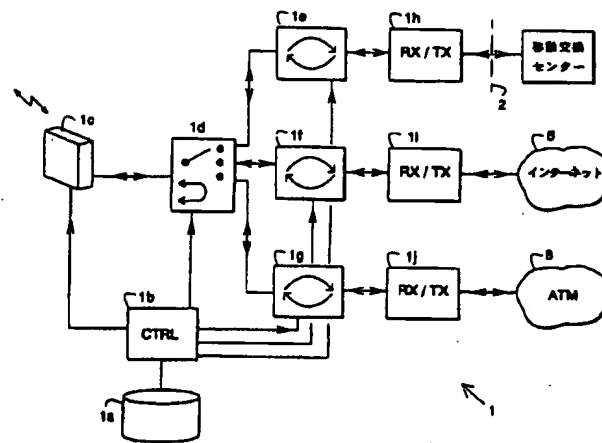 1e
1h
RX/TX
移動交換
センター
2
1c
1d
1f
1i
RX/TX
6
インターネット
1g
1j
RX/TX
8
ATM
1b
CTRL
1a
1